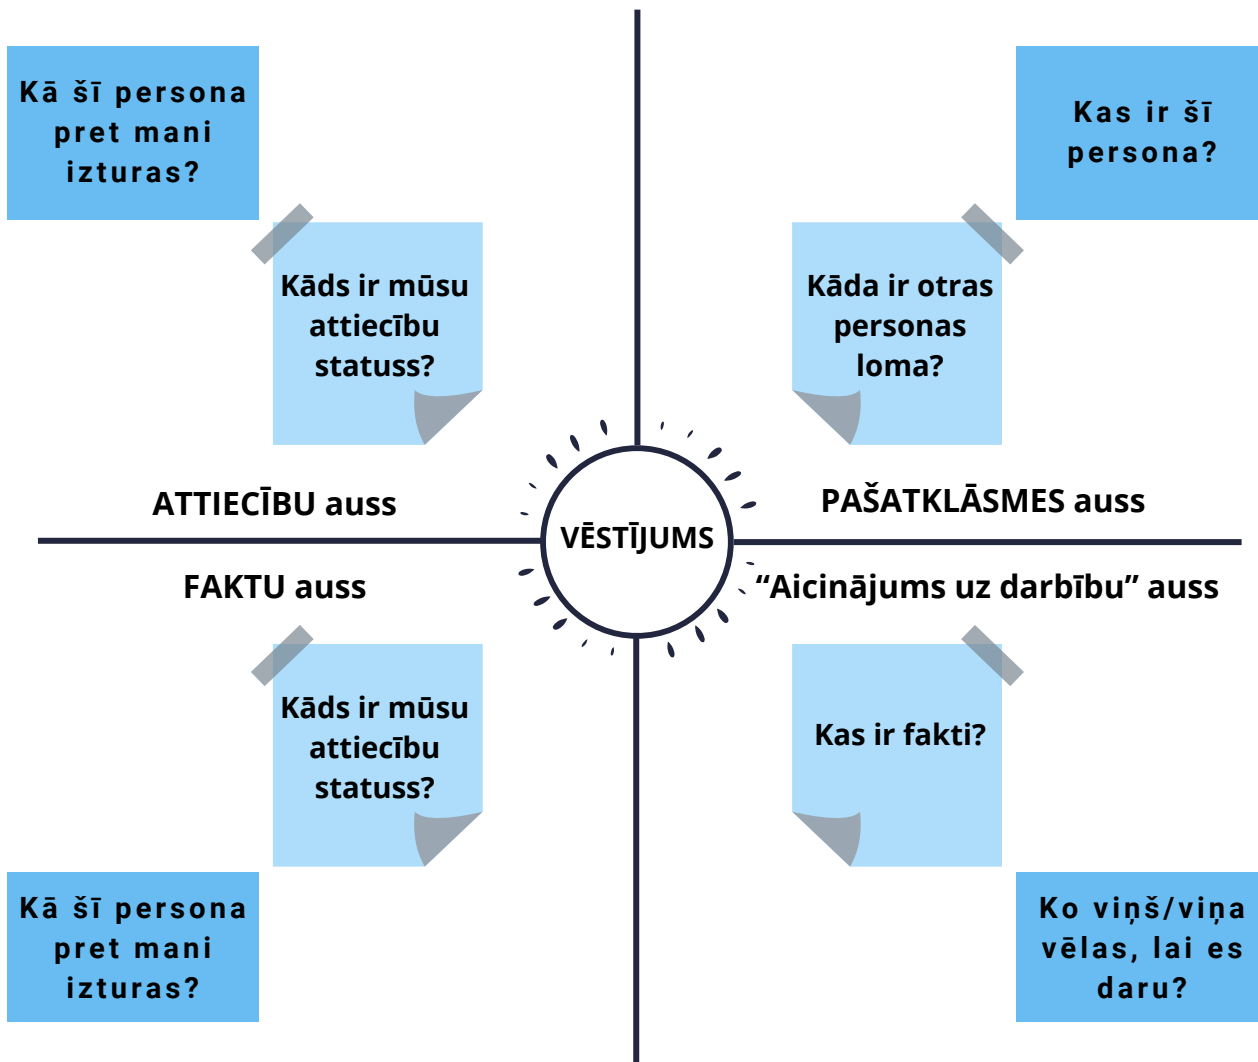 Kā šī persona
pret mani
izturas?
Kas ir šī
persona?
Kāds ir mūsu
attiecību
statuss?
Kāda ir otras
personas
loma?
ATTIECĪBU auss
PAŠATKLĀSMES auss
VĒSTĪJUMS
FAKTU auss
“Aicinājums uz darbību” auss
Kāds ir mūsu
attiecību
statuss?
Kas ir fakti?
Kā šī persona
pret mani
izturas?
Ko viņš/viņa
vēlas, lai es
daru?